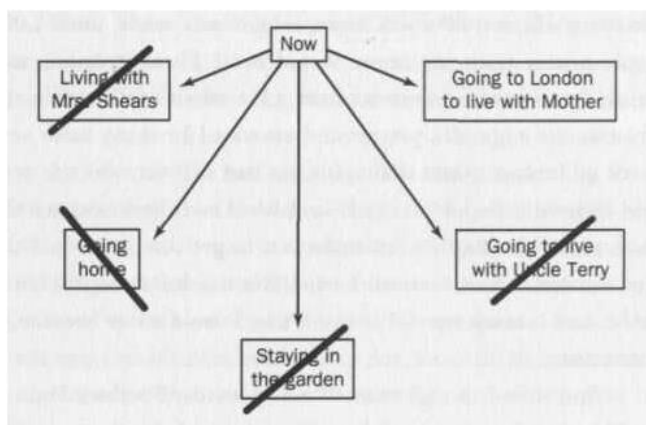 Now
Living with
Mrs. Shears
Going to London
to live with Mother
Going
home
Going to live
with Uncle Terry
Staying in
the garden